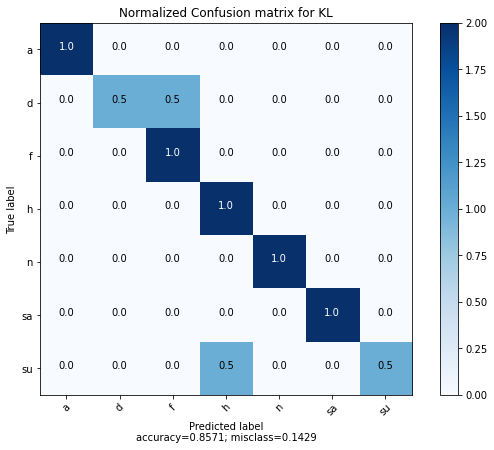 Normalized Confusion matrix for KL
True label
a 1.0 0.0 0.0 0.0 0.0 0.0 0.0
d 0.0 0.5 0.5 0.0 0.0 0.0 0.0
f 0.0 0.0 1.0 0.0 0.0 0.0 0.0
h 0.0 0.0 0.0 1.0 0.0 0.0 0.0
n 0.0 0.0 0.0 0.0 1.0 0.0 0.0
sa 0.0 0.0 0.0 0.0 0.0 1.0 0.0
su 0.0 0.0 0.0 0.5 0.0 0.0 0.5
a d f h n sa su
Predicted label
accuracy=0.8571; misclass=0.1429
2.00
1.75
1.50
1.25
1.00
0.75
0.50
0.25
0.00